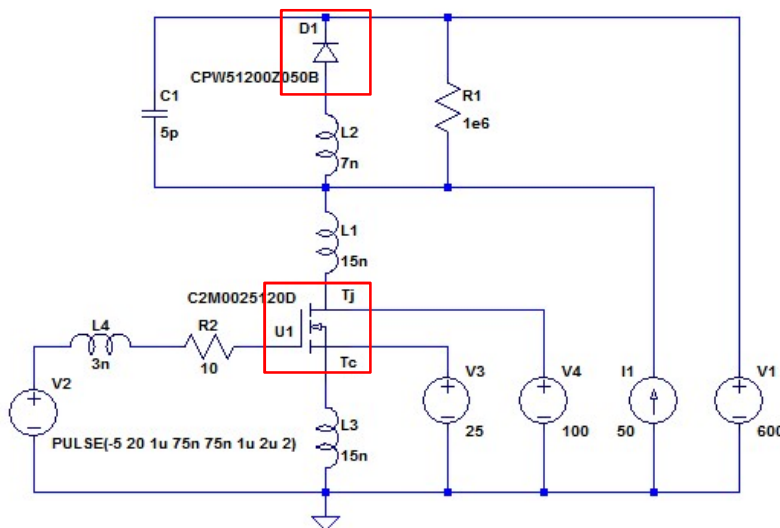 D1
CPW51200Z050B
C1
5p
R1
1e6
L2
7n
L1
15n
C2M0025120D
Tj
U1
Tc
L4
3n
R2
10
V2
PULSE(-5 20 1u 75n 75n 1u 2u 2)
L3
15n
V3
25
V4
100
I1
50
V1
600